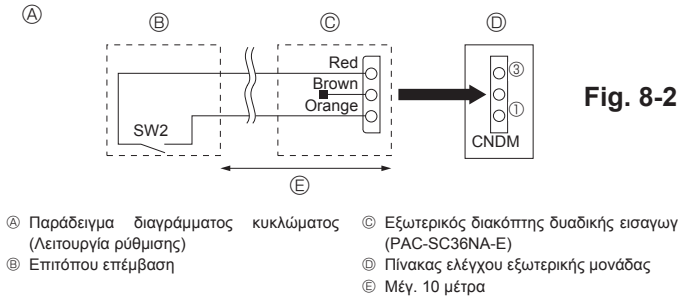 Ⓐ
Ⓑ
Ⓒ
Ⓓ
Red
Brown
Orange
SW2
③
①
CNDM
Fig. 8-2
Ⓔ
Ⓐ Παράδειγμα διαγράμματος κυκλώματος
(Λειτουργία ρύθμισης)
Ⓑ Επιτόπου επέμβαση
Ⓒ Εξωτερικός διακόπτης δυαδικής εισαγωγ
(PAC-SC36NA-E)
Ⓓ Πίνακας ελέγχου εξωτερικής μονάδας
Ⓔ Μέγ. 10 μέτρα